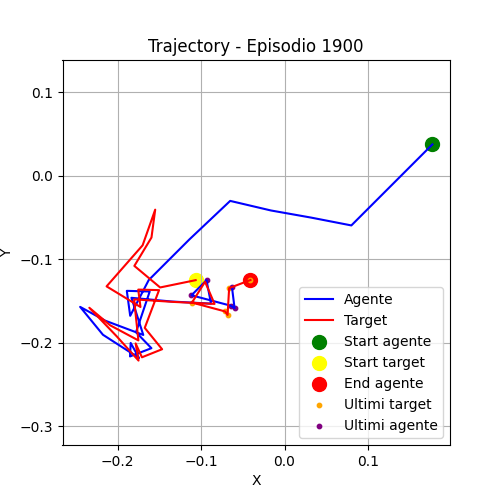 Trajectory - Episodio 1900
0.1
0.0
−0.1
−0.2
−0.3
Y
Agente
Target
Start agente
Start target
End agente
Ultimi target
Ultimi agente
−0.2
−0.1
0.0
0.1
X